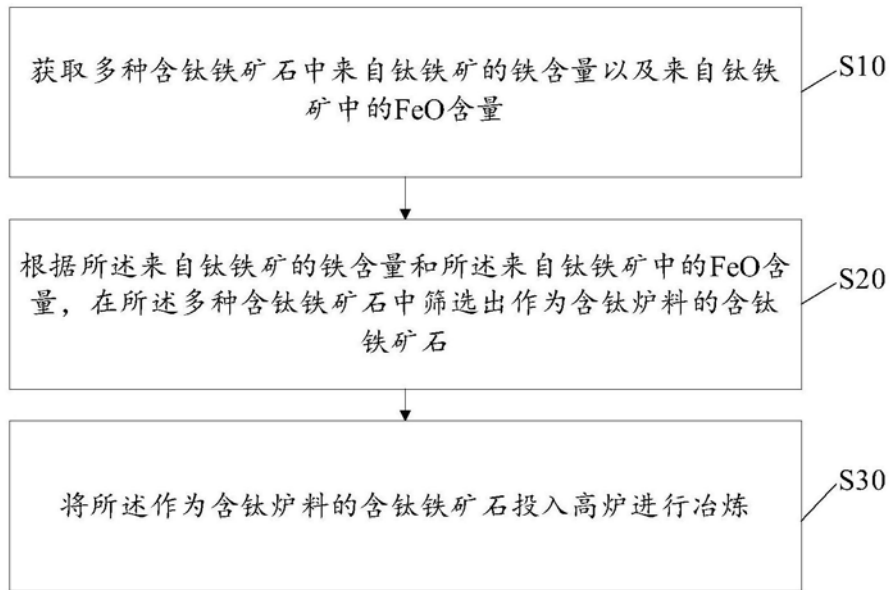 获取多种含钛铁矿石中来自钛铁矿的铁含量以及来自钛铁
矿中的FeO含量
S10
根据所述来自钛铁矿的铁含量和所述来自钛铁矿中的FeO含
量，在所述多种含钛铁矿石中筛选出作为含钛炉料的含钛
铁矿石
S20
将所述作为含钛炉料的含钛铁矿石投入高炉进行冶炼
S30